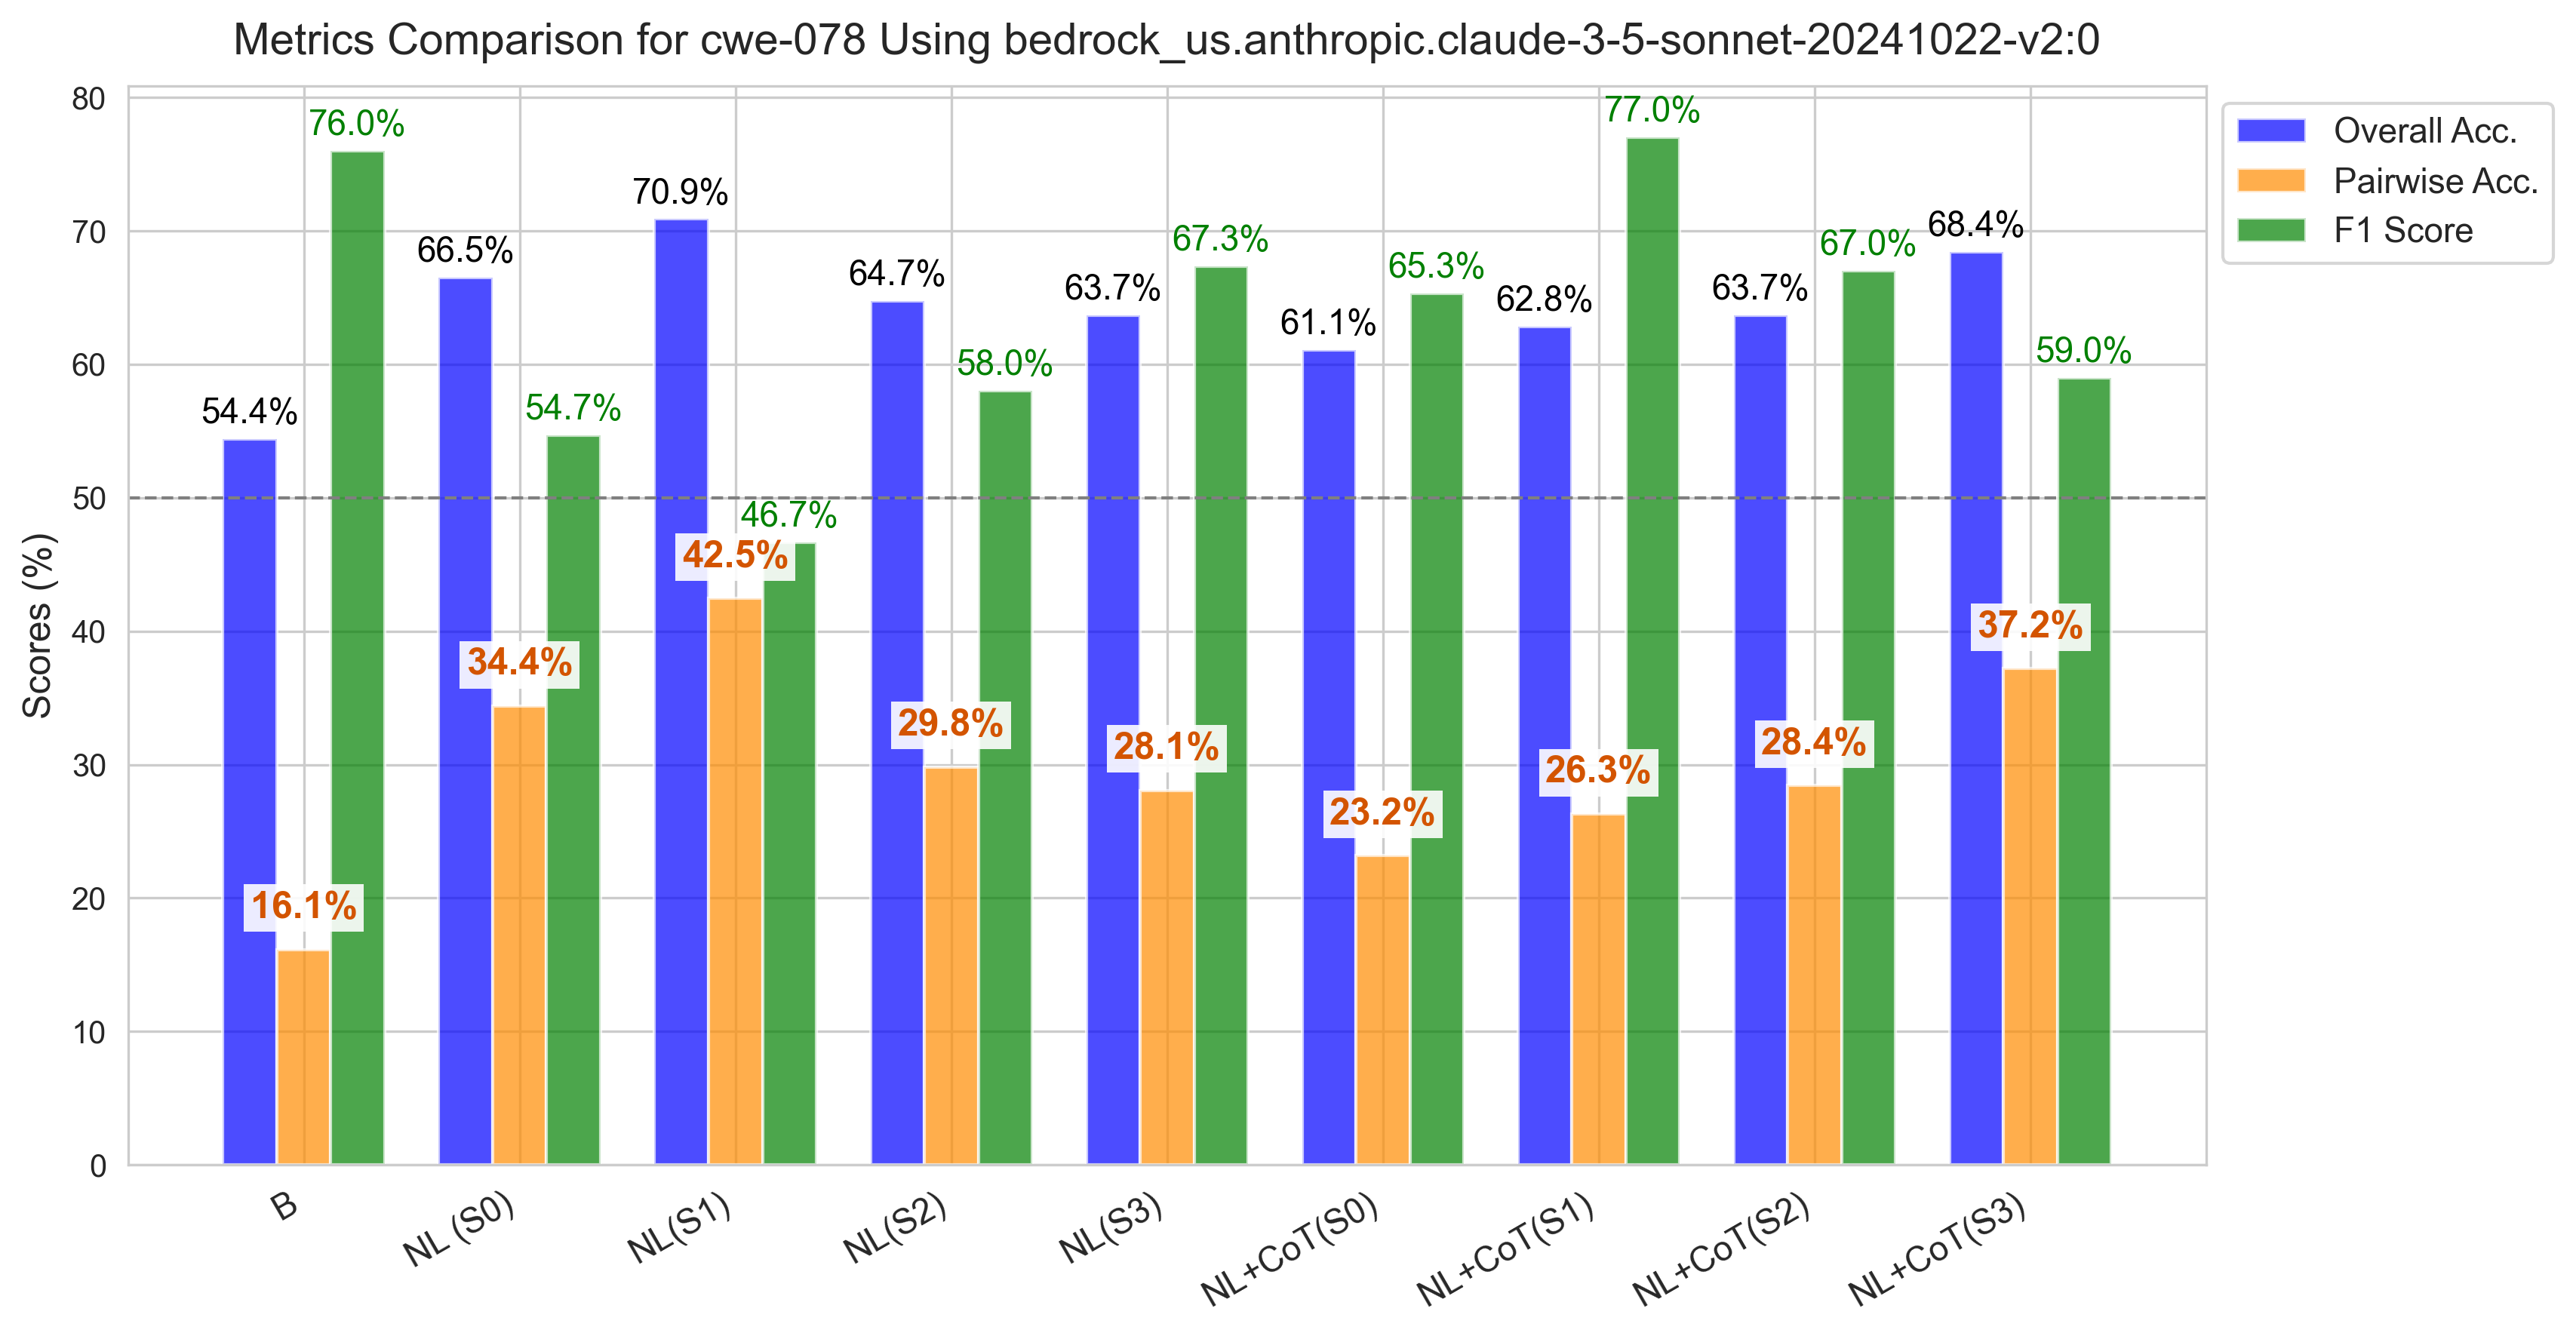 Metrics Comparison for cwe-078 Using bedrock_us.anthropic.claude-3-5-sonnet-20241022-v2:0
Overall Acc.
Pairwise Acc.
F1 Score
Scores (%)
80
70
60
50
40
30
20
10
0
54.4%
16.1%
76.0%
66.5%
34.4%
54.7%
70.9%
42.5%
46.7%
64.7%
29.8%
58.0%
63.7%
28.1%
67.3%
61.1%
23.2%
65.3%
62.8%
26.3%
77.0%
63.7%
28.4%
67.0%
68.4%
37.2%
59.0%
B
NL (S0)
NL(S1)
NL(S2)
NL(S3)
NL+CoT(S0)
NL+CoT(S1)
NL+CoT(S2)
NL+CoT(S3)